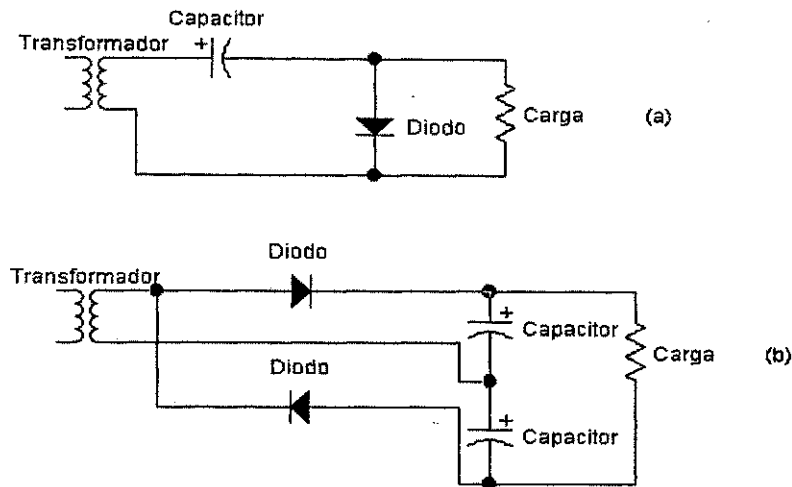 Capacitor
Transformador +
Diodo
Carga (a)
Diodo
Transformador
+
Capacitor
Carga (b)
Diodo
+
Capacitor